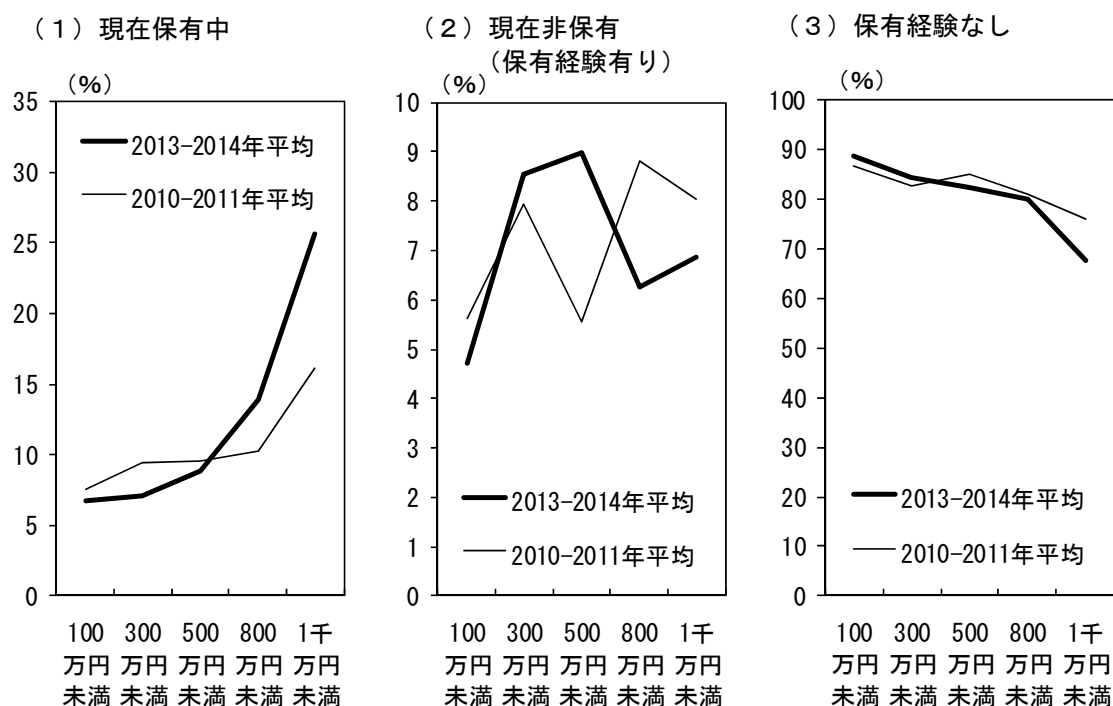 （１）現在保有中
（％）
35
30
25
20
15
10
5
0
2013-2014年平均
2010-2011年平均
100 300 500 800 1千
万円 万円 万円 万円 万円
未満 未満 未満 未満 未満
（２）現在非保有
（保有経験有り）
（％）
10
9
8
7
6
5
4
3
2
1
0
2013-2014年平均
2010-2011年平均
100 300 500 800 1千
万円 万円 万円 万円 万円
未満 未満 未満 未満 未満
（３）保有経験なし
（％）
100
90
80
70
60
50
40
30
20
10
0
2013-2014年平均
2010-2011年平均
100 300 500 800 1千
万円 万円 万円 万円 万円
未満 未満 未満 未満 未満